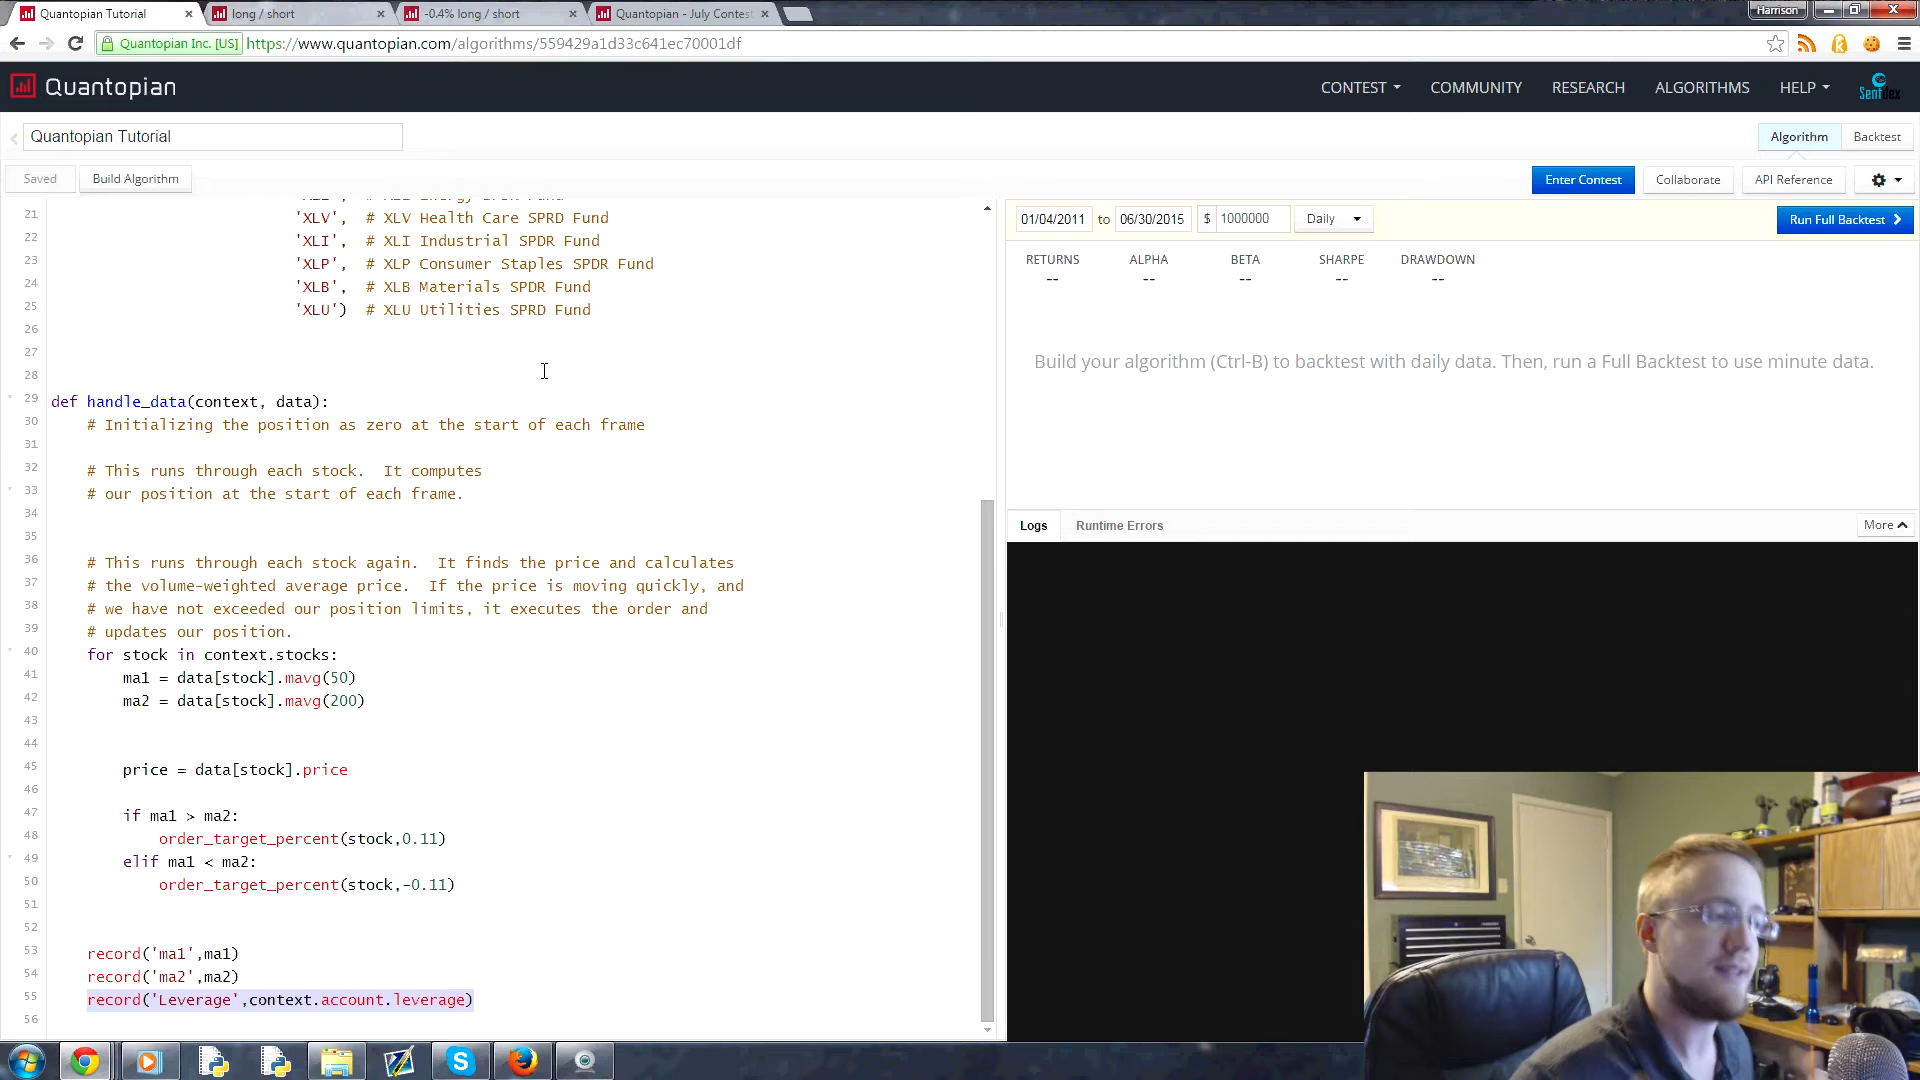 Quantopian Tutorial
long / short
-0.4% long / short
Quantopian - July Contest
Harrison
Quantopian Inc. [US]
https://www.quantopian.com/algorithms/559429a1d33c641ec70001df
Quantopian
CONTEST
COMMUNITY
RESEARCH
ALGORITHMS
HELP
Sentdex
Quantopian Tutorial
Algorithm
Backtest
Saved
Build Algorithm
Enter Contest
Collaborate
API Reference
21 'XLV', # XLV Health Care SPRD Fund
22 'XLI', # XLI Industrial SPDR Fund
23 'XLP', # XLP Consumer Staples SPDR Fund
24 'XLB', # XLB Materials SPDR Fund
25 'XLU') # XLU Utilities SPRD Fund
26
27
28
29 def handle_data(context, data):
30 # Initializing the position as zero at the start of each frame
31
32 # This runs through each stock. It computes
33 # our position at the start of each frame.
34
35
36 # This runs through each stock again. It finds the price and calculates
37 # the volume-weighted average price. If the price is moving quickly, and
38 # we have not exceeded our position limits, it executes the order and
39 # updates our position.
40 for stock in context.stocks:
41 ma1 = data[stock].mavg(50)
42 ma2 = data[stock].mavg(200)
43
44
45 price = data[stock].price
46
47 if ma1 > ma2:
48 order_target_percent(stock,0.11)
49 elif ma1 < ma2:
50 order_target_percent(stock,-0.11)
51
52
53 record('ma1',ma1)
54 record('ma2',ma2)
55 record('Leverage',context.account.leverage)
56
01/04/2011 to 06/30/2015 $ 1000000 Daily
Run Full Backtest
RETURNS ALPHA BETA SHARPE DRAWDOWN
-- -- -- -- --
Build your algorithm (Ctrl-B) to backtest with daily data. Then, run a Full Backtest to use minute data.
Logs
Runtime Errors
More